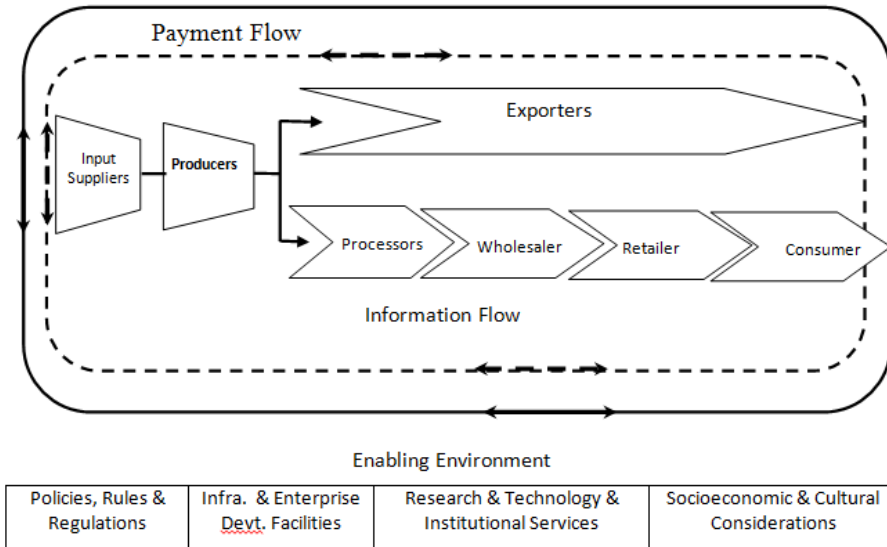 Payment Flow
Exporters
Input
Suppliers
Producers
Processors
Wholesaler
Retailer
Consumer
Information Flow
Enabling Environment
Policies, Rules &
Regulations
Infra. & Enterprise
Devt. Facilities
Research & Technology &
Institutional Services
Socioeconomic & Cultural
Considerations